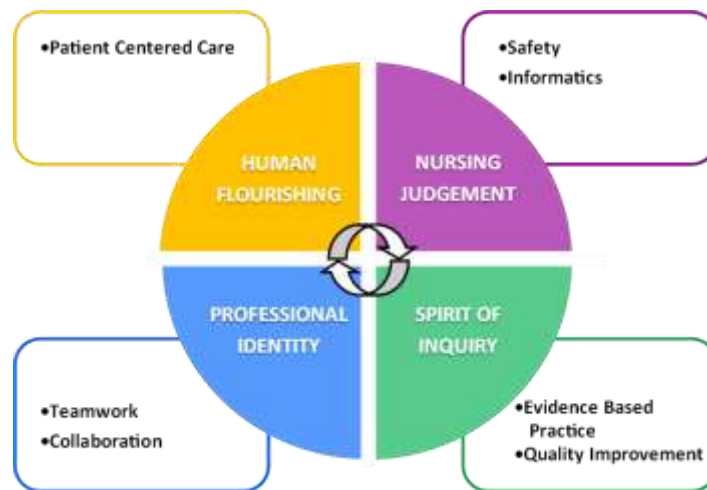 •Patient Centered Care
•Safety
•Informatics
HUMAN
FLOURISHING
NURSING
JUDGEMENT
PROFESSIONAL
IDENTITY
SPIRIT OF
INQUIRY
•Teamwork
•Collaboration
•Evidence Based
Practice
•Quality Improvement